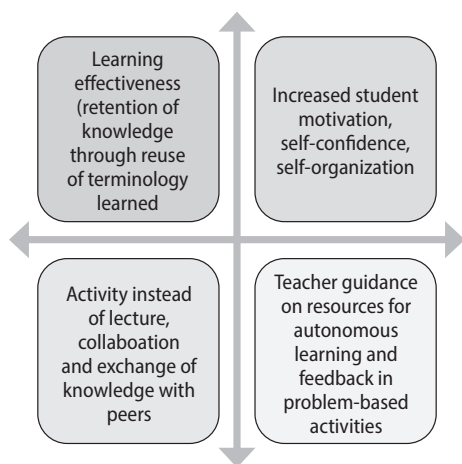 Learning
effectiveness
(retention of
knowledge
through reuse
of terminology
learned
Increased student
motivation,
self-confidence,
self-organization
Activity instead
of lecture,
collaboation
and exchange of
knowledge with
peers
Teacher guidance
on resources for
autonomous
learning and
feedback in
problem-based
activities